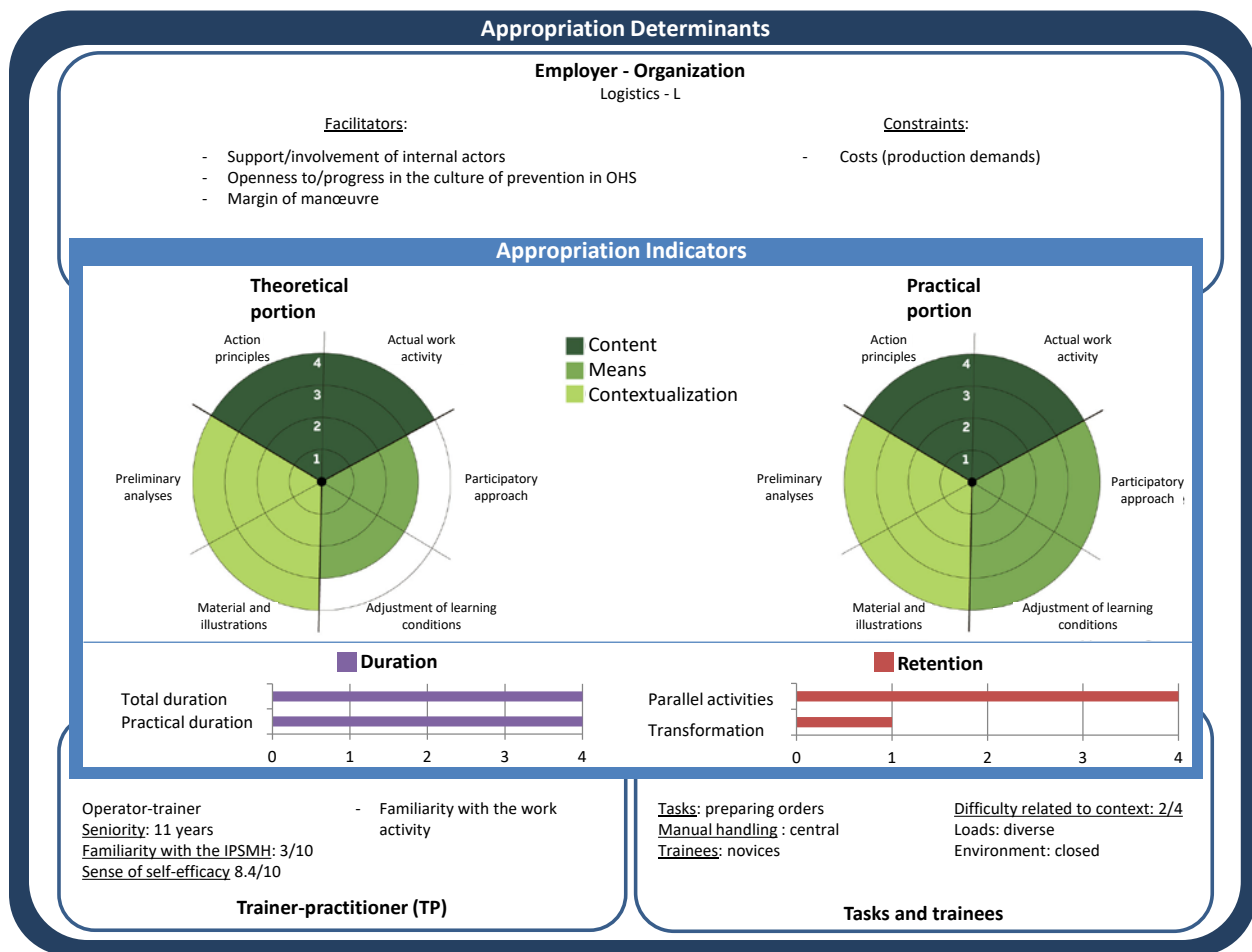 Appropriation Determinants
Employer - Organization
Logistics - L
Facilitators:
- Support/involvement of internal actors
- Openness to/progress in the culture of prevention in OHS
- Margin of manœuvre
Constraints:
- Costs (production demands)
Appropriation Indicators
Theoretical
portion
Action
principles
Actual work
activity
4
3
2
1
Preliminary
analyses
Participatory
approach
Material and
illustrations
Adjustment of learning
conditions
Content
Means
Contextualization
Practical
portion
Action
principles
Actual work
activity
4
3
2
1
Preliminary
analyses
Participatory
approach
Material and
illustrations
Adjustment of learning
conditions
Duration
Total duration
Practical duration
0 1 2 3 4
Retention
Parallel activities
Transformation
0 1 2 3 4
Operator-trainer
Seniority: 11 years
Familiarity with the IPSMH: 3/10
Sense of self-efficacy 8.4/10
- Familiarity with the work
activity
Trainer-practitioner (TP)
Tasks: preparing orders
Manual handling : central
Trainees: novices
Difficulty related to context: 2/4
Loads: diverse
Environment: closed
Tasks and trainees